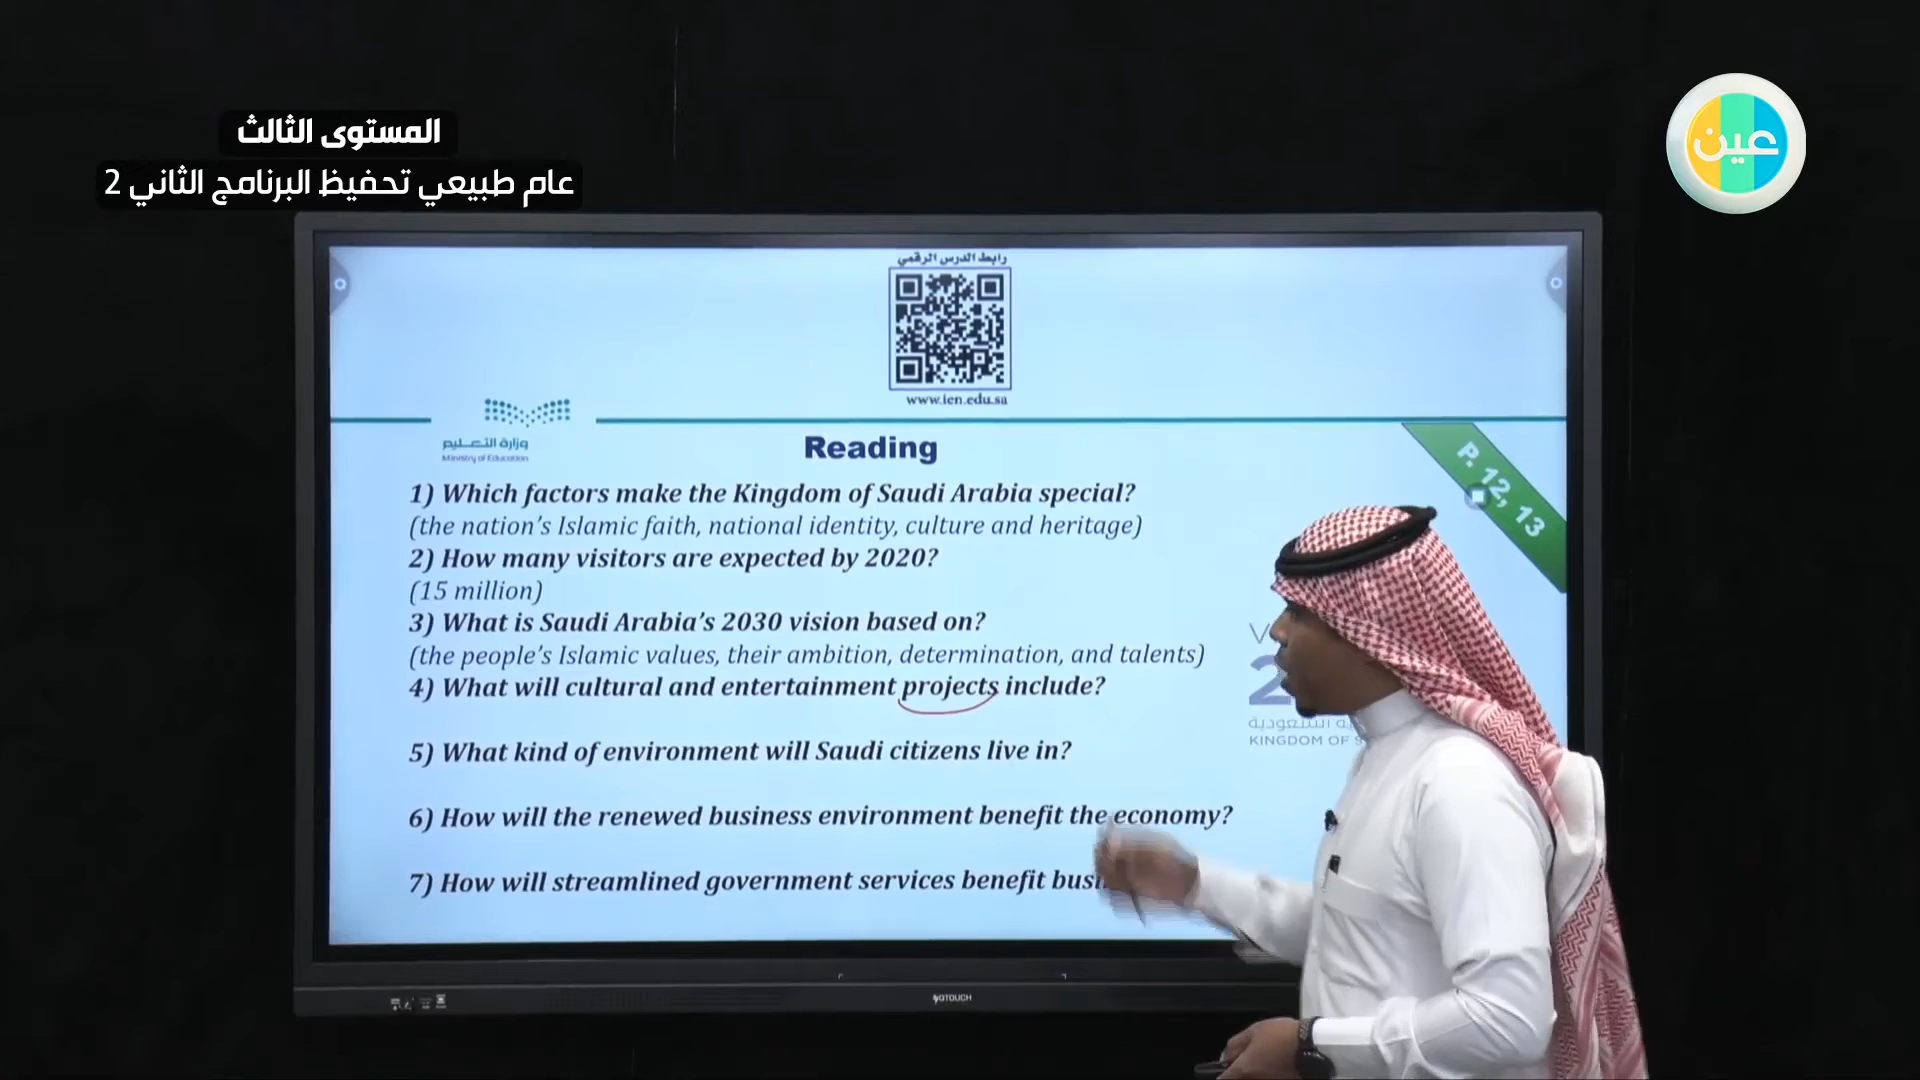 المستوى الثالث
عام طبيعي تحفيظ البرنامج الثاني 2
عين
رابط الدرس الرقمي
www.ien.edu.sa
وزارة التعليم
Ministry of Education
Reading
P. 12, 13
1) Which factors make the Kingdom of Saudi Arabia special?
(the nation's Islamic faith, national identity, culture and heritage)
2) How many visitors are expected by 2020?
(15 million)
3) What is Saudi Arabia's 2030 vision based on?
(the people's Islamic values, their ambition, determination, and talents)
4) What will cultural and entertainment projects include?
5) What kind of environment will Saudi citizens live in?
6) How will the renewed business environment benefit the economy?
7) How will streamlined government services benefit
KINGDOM OF